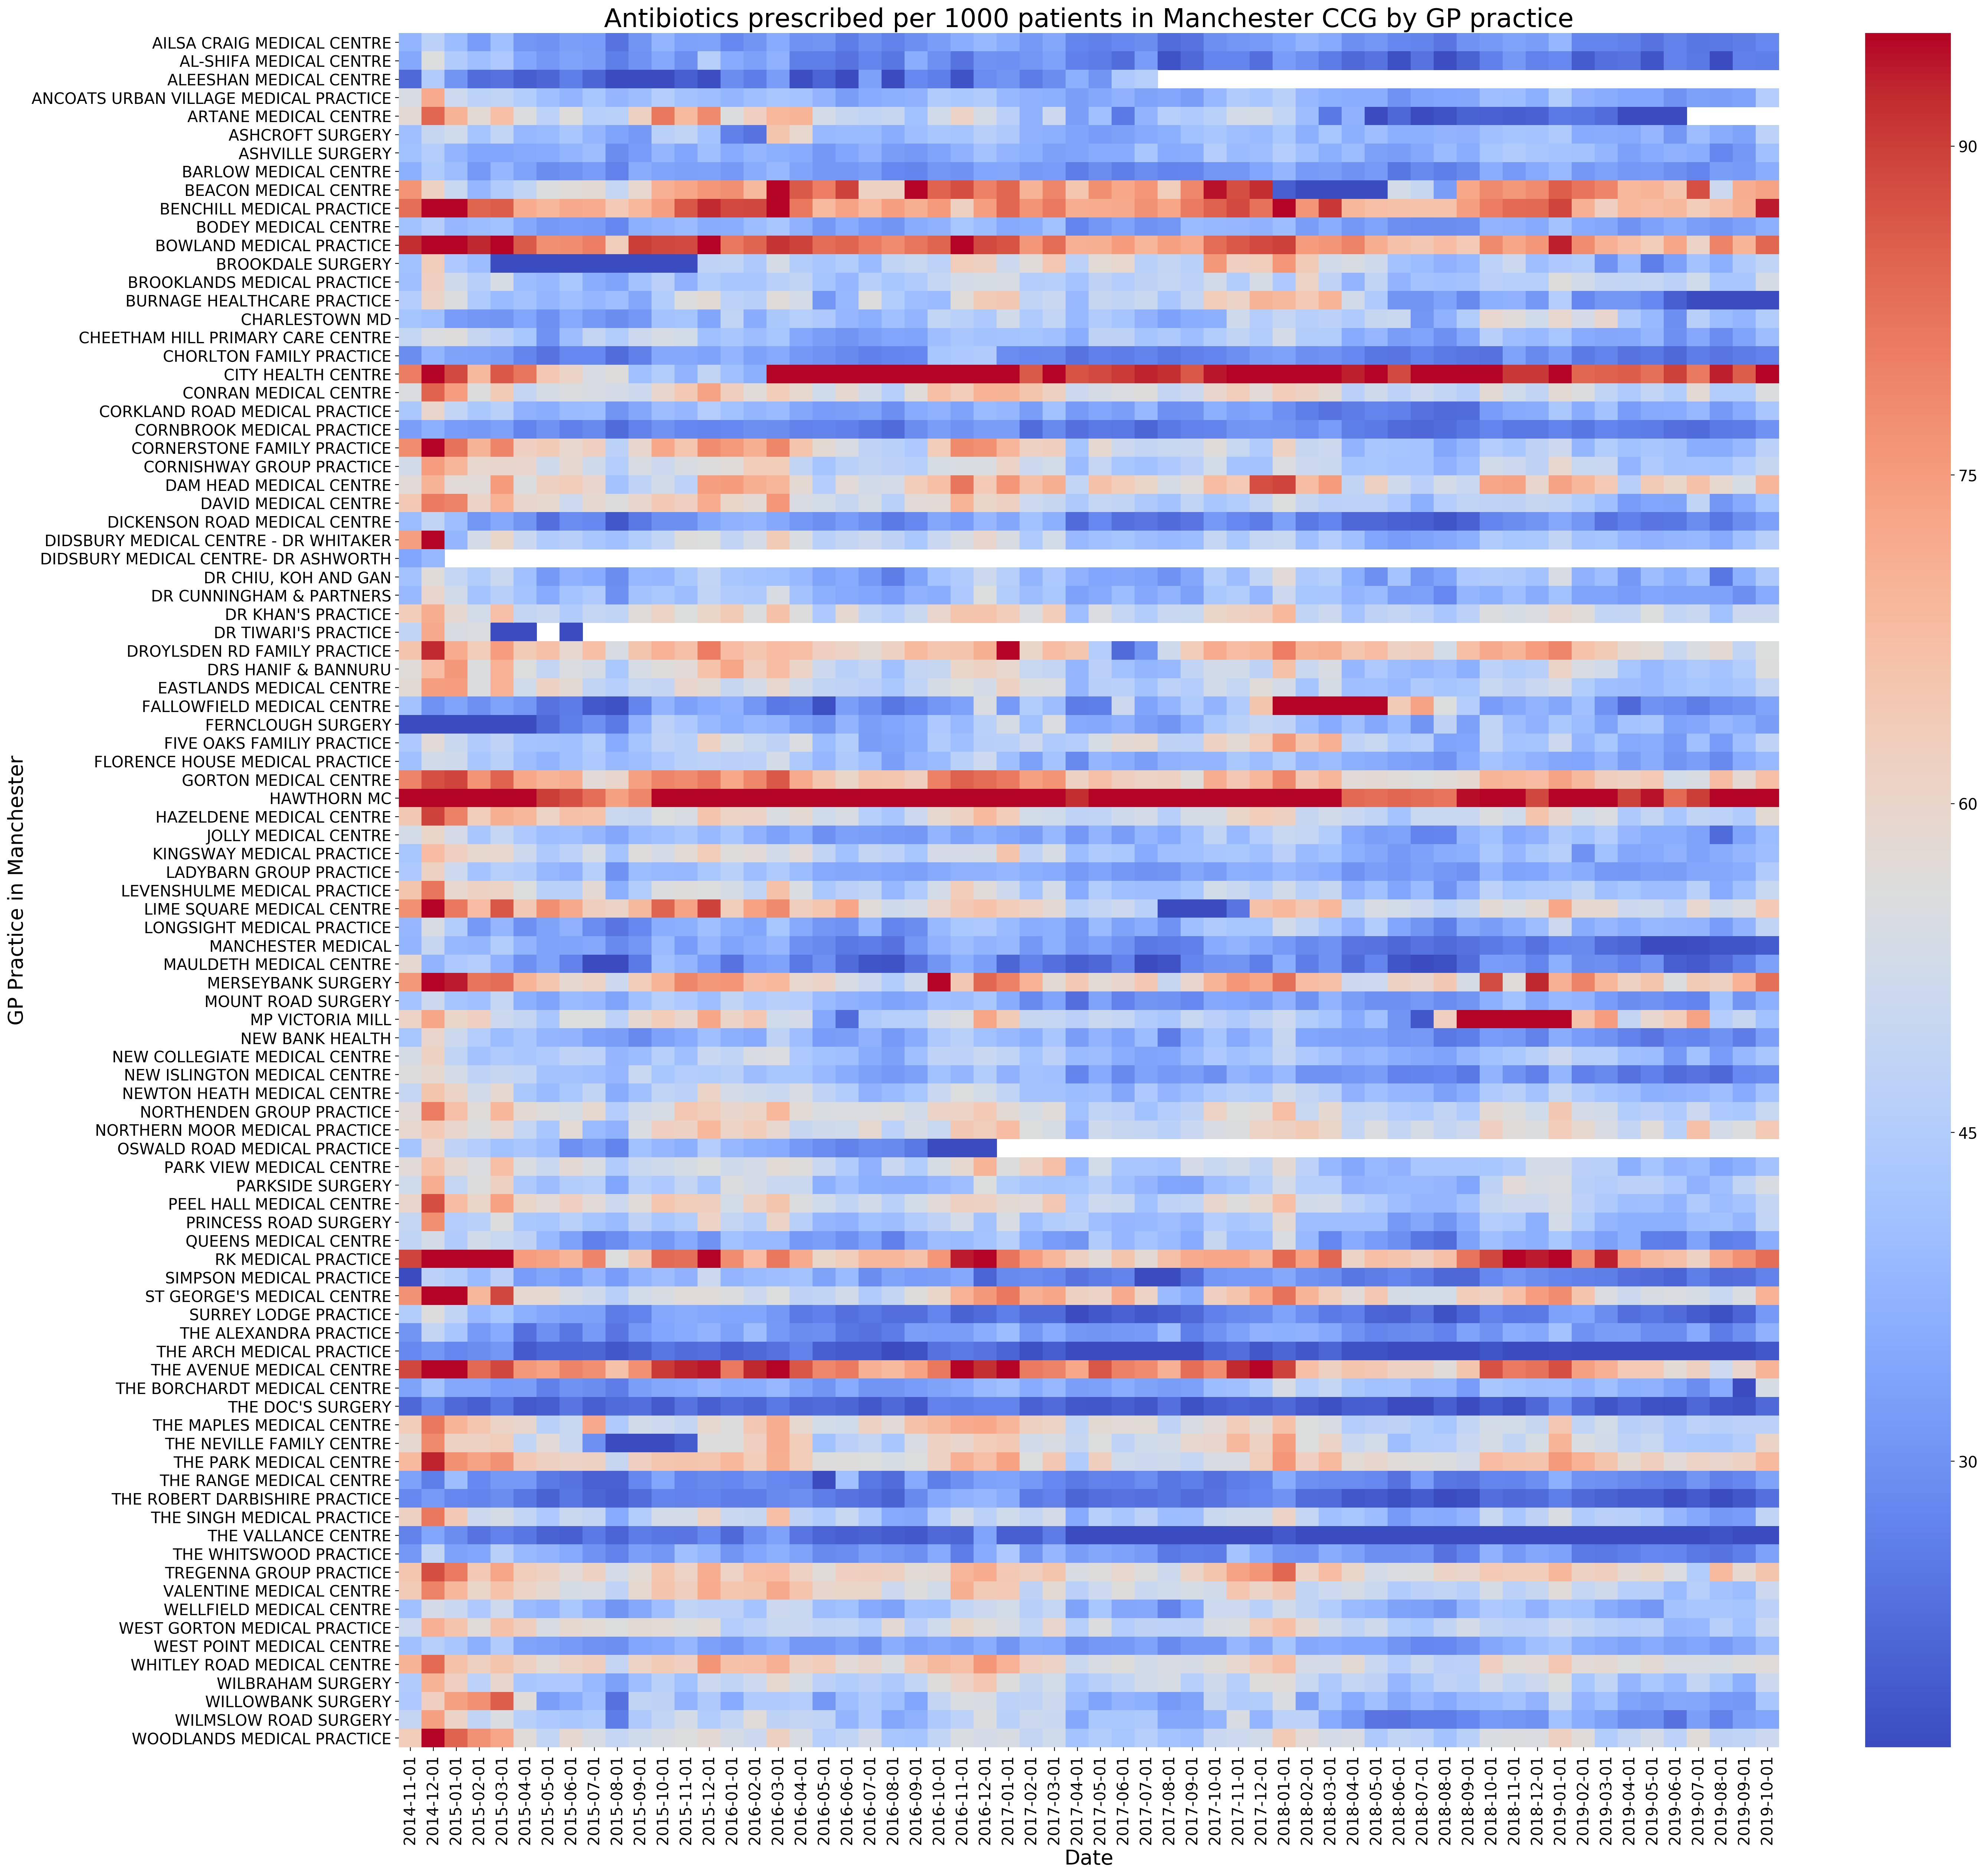 Antibiotics prescribed per 1000 patients in Manchester CCG by GP practice
GP Practice in Manchester
AILSA CRAIG MEDICAL CENTRE
AL-SHIFA MEDICAL CENTRE
ALEESHAN MEDICAL CENTRE
ANCOATS URBAN VILLAGE MEDICAL PRACTICE
ARTANE MEDICAL CENTRE
ASHCROFT SURGERY
ASHVILLE SURGERY
BARLOW MEDICAL CENTRE
BEACON MEDICAL CENTRE
BENCHILL MEDICAL PRACTICE
BODEY MEDICAL CENTRE
BOWLAND MEDICAL PRACTICE
BROOKDALE SURGERY
BROOKLANDS MEDICAL PRACTICE
BURNAGE HEALTHCARE PRACTICE
CHARLESTOWN MD
CHEETHAM HILL PRIMARY CARE CENTRE
CHORLTON FAMILY PRACTICE
CITY HEALTH CENTRE
CONRAN MEDICAL CENTRE
CORKLAND ROAD MEDICAL PRACTICE
CORNBROOK MEDICAL PRACTICE
CORNERSTONE FAMILY PRACTICE
CORNISHWAY GROUP PRACTICE
DAM HEAD MEDICAL CENTRE
DAVID MEDICAL CENTRE
DICKENSON ROAD MEDICAL CENTRE
DIDSBURY MEDICAL CENTRE - DR WHITAKER
DIDSBURY MEDICAL CENTRE- DR ASHWORTH
DR CHIU, KOH AND GAN
DR CUNNINGHAM & PARTNERS
DR KHAN'S PRACTICE
DR TIWARI'S PRACTICE
DROYLSDEN RD FAMILY PRACTICE
DRS HANIF & BANNURU
EASTLANDS MEDICAL CENTRE
FALLOWFIELD MEDICAL CENTRE
FERNCLOUGH SURGERY
FIVE OAKS FAMILIY PRACTICE
FLORENCE HOUSE MEDICAL PRACTICE
GORTON MEDICAL CENTRE
HAWTHORN MC
HAZELDENE MEDICAL CENTRE
JOLLY MEDICAL CENTRE
KINGSWAY MEDICAL PRACTICE
LADYBARN GROUP PRACTICE
LEVENSHULME MEDICAL PRACTICE
LIME SQUARE MEDICAL CENTRE
LONGSIGHT MEDICAL PRACTICE
MANCHESTER MEDICAL
MAULDETH MEDICAL CENTRE
MERSEYBANK SURGERY
MOUNT ROAD SURGERY
MP VICTORIA MILL
NEW BANK HEALTH
NEW COLLEGIATE MEDICAL CENTRE
NEW ISLINGTON MEDICAL CENTRE
NEWTON HEATH MEDICAL CENTRE
NORTHENDEN GROUP PRACTICE
NORTHERN MOOR MEDICAL PRACTICE
OSWALD ROAD MEDICAL PRACTICE
PARK VIEW MEDICAL CENTRE
PARKSIDE SURGERY
PEEL HALL MEDICAL CENTRE
PRINCESS ROAD SURGERY
QUEENS MEDICAL CENTRE
RK MEDICAL PRACTICE
SIMPSON MEDICAL PRACTICE
ST GEORGE'S MEDICAL CENTRE
SURREY LODGE PRACTICE
THE ALEXANDRA PRACTICE
THE ARCH MEDICAL PRACTICE
THE AVENUE MEDICAL CENTRE
THE BORCHARDT MEDICAL CENTRE
THE DOC'S SURGERY
THE MAPLES MEDICAL CENTRE
THE NEVILLE FAMILY CENTRE
THE PARK MEDICAL CENTRE
THE RANGE MEDICAL CENTRE
THE ROBERT DARBISHIRE PRACTICE
THE SINGH MEDICAL PRACTICE
THE VALLANCE CENTRE
THE WHITSWOOD PRACTICE
TREGENNA GROUP PRACTICE
VALENTINE MEDICAL CENTRE
WELLFIELD MEDICAL CENTRE
WEST GORTON MEDICAL PRACTICE
WEST POINT MEDICAL CENTRE
WHITLEY ROAD MEDICAL CENTRE
WILBRAHAM SURGERY
WILLOWBANK SURGERY
WILMSLOW ROAD SURGERY
WOODLANDS MEDICAL PRACTICE
2014-11-01
2014-12-01
2015-01-01
2015-02-01
2015-03-01
2015-04-01
2015-05-01
2015-06-01
2015-07-01
2015-08-01
2015-09-01
2015-10-01
2015-11-01
2015-12-01
2016-01-01
2016-02-01
2016-03-01
2016-04-01
2016-05-01
2016-06-01
2016-07-01
2016-08-01
2016-09-01
2016-10-01
2016-11-01
2016-12-01
2017-01-01
2017-02-01
2017-03-01
2017-04-01
2017-05-01
2017-06-01
2017-07-01
2017-08-01
2017-09-01
2017-10-01
2017-11-01
2017-12-01
2018-01-01
2018-02-01
2018-03-01
2018-04-01
2018-05-01
2018-06-01
2018-07-01
2018-08-01
2018-09-01
2018-10-01
2018-11-01
2018-12-01
2019-01-01
2019-02-01
2019-03-01
2019-04-01
2019-05-01
2019-06-01
2019-07-01
2019-08-01
2019-09-01
2019-10-01
Date
90
75
60
45
30